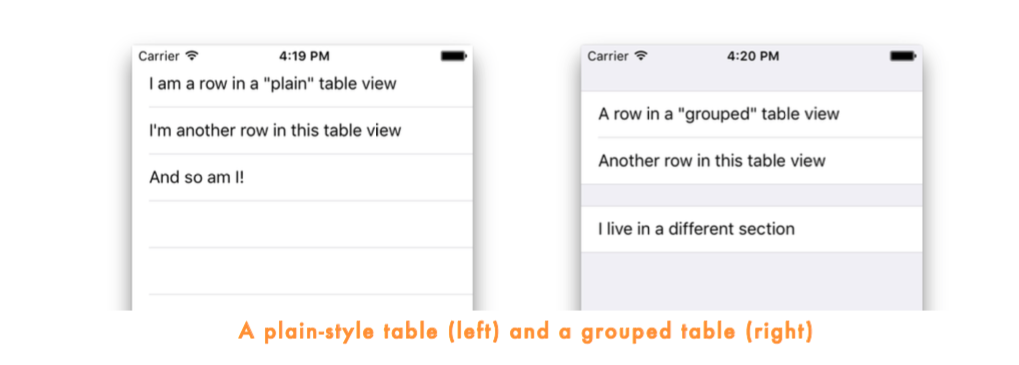 Carrier 4:19 PM
I am a row in a "plain" table view
I'm another row in this table view
And so am I!
Carrier 4:20 PM
A row in a "grouped" table view
Another row in this table view
I live in a different section
A plain-style table (left) and a grouped table (right)